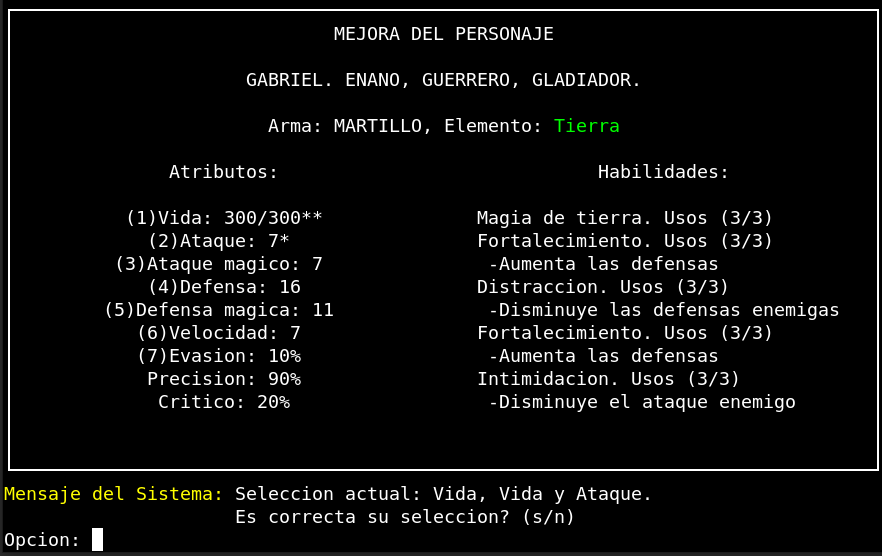 MEJORA DEL PERSONAJE
GABRIEL. ENANO, GUERRERO, GLADIADOR.
Arma: MARTILLO, Elemento: Tierra
Atributos: Habilidades:
(1)Vida: 300/300** Magia de tierra. Usos (3/3)
(2)Ataque: 7* Fortalecimiento. Usos (3/3)
(3)Ataque magico: 7 -Aumenta las defensas
(4)Defensa: 16 Distraccion. Usos (3/3)
(5)Defensa magica: 11 -Disminuye las defensas enemigas
(6)Velocidad: 7 Fortalecimiento. Usos (3/3)
(7)Evasion: 10% -Aumenta las defensas
Precision: 90% Intimidacion. Usos (3/3)
Critico: 20% -Disminuye el ataque enemigo
Mensaje del Sistema: Seleccion actual: Vida, Vida y Ataque.
Es correcta su seleccion? (s/n)
Opcion: